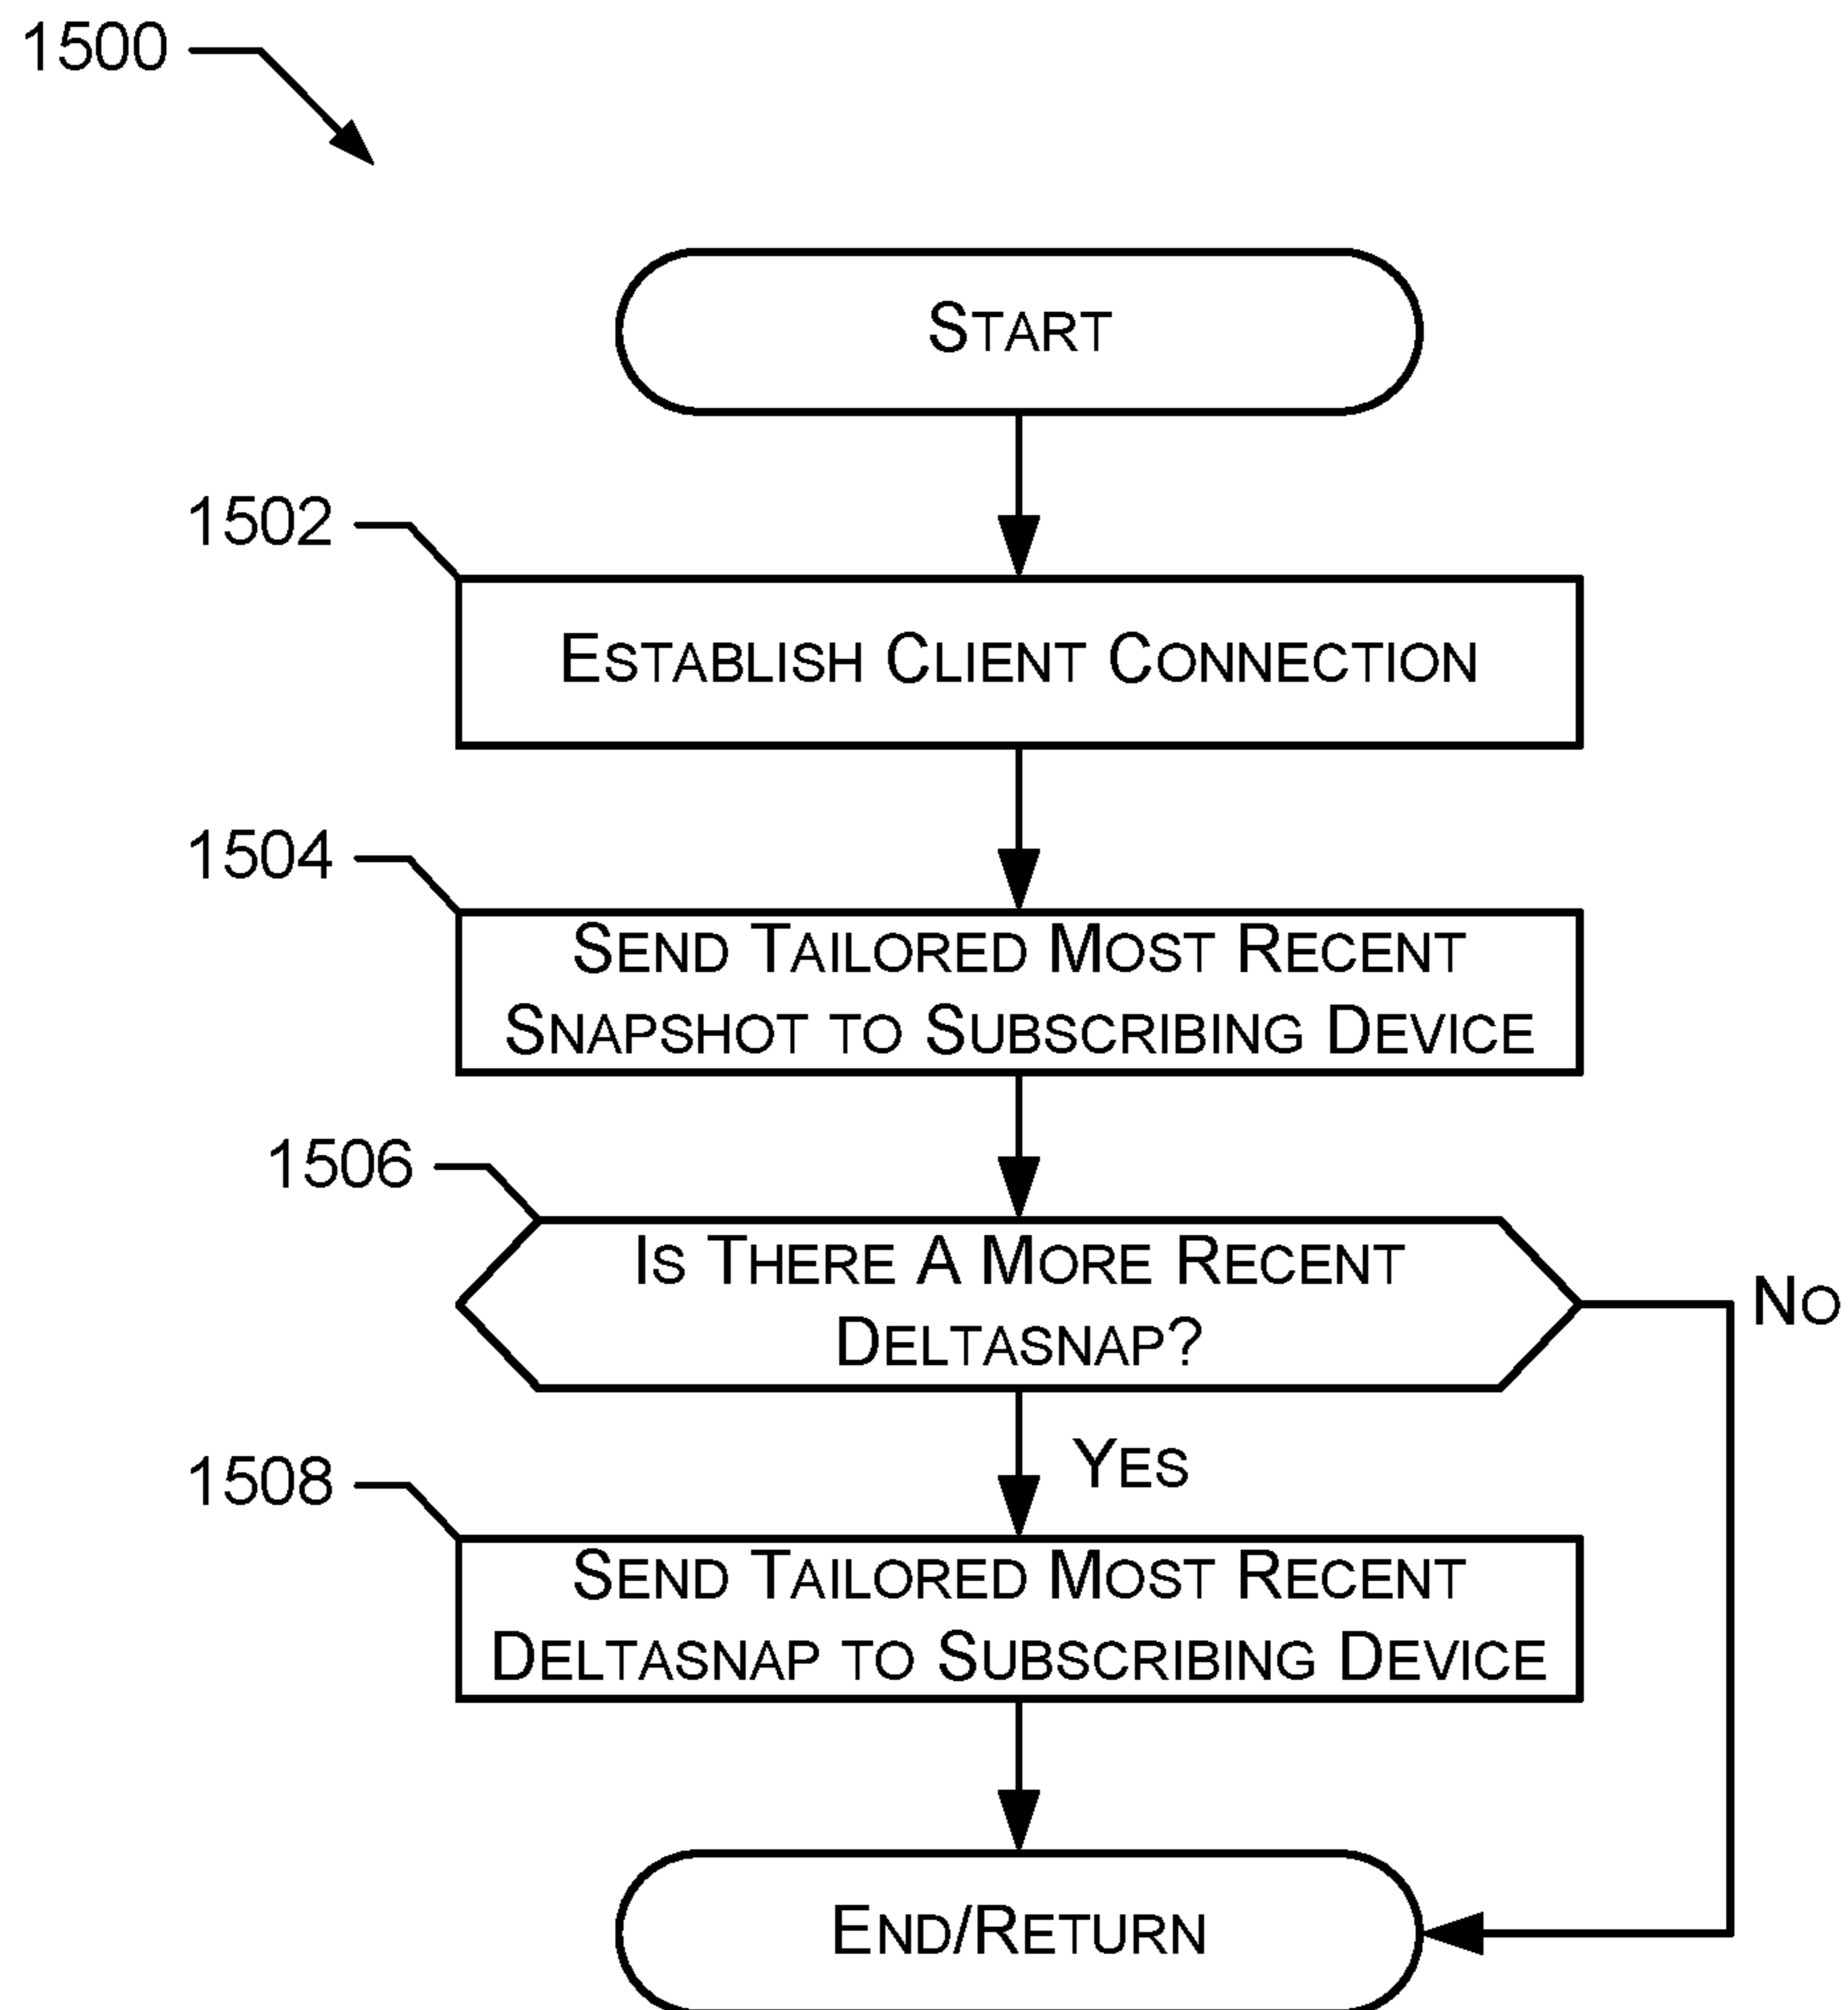 1500
START
1502
ESTABLISH CLIENT CONNECTION
1504
SEND TAILORED MOST RECENT
SNAPSHOT TO SUBSCRIBING DEVICE
1506
IS THERE A MORE RECENT
DELTASNAP?
NO
YES
1508
SEND TAILORED MOST RECENT
DELTASNAP TO SUBSCRIBING DEVICE
END/RETURN